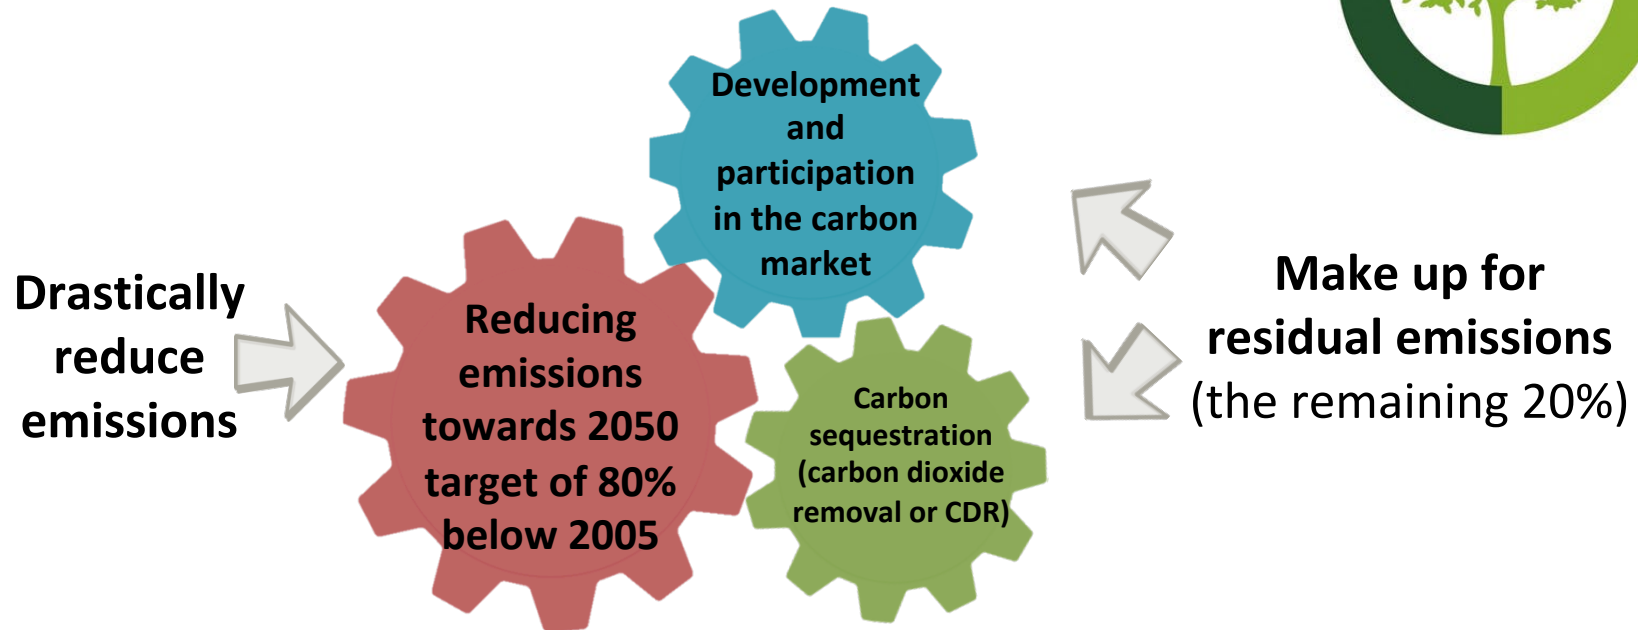 Drastically
reduce
emissions
Reducing
emissions
towards 2050
target of 80%
below 2005
Development
and
participation
in the carbon
market
Carbon
sequestration
(carbon dioxide
removal or CDR)
Make up for
residual emissions
(the remaining 20%)